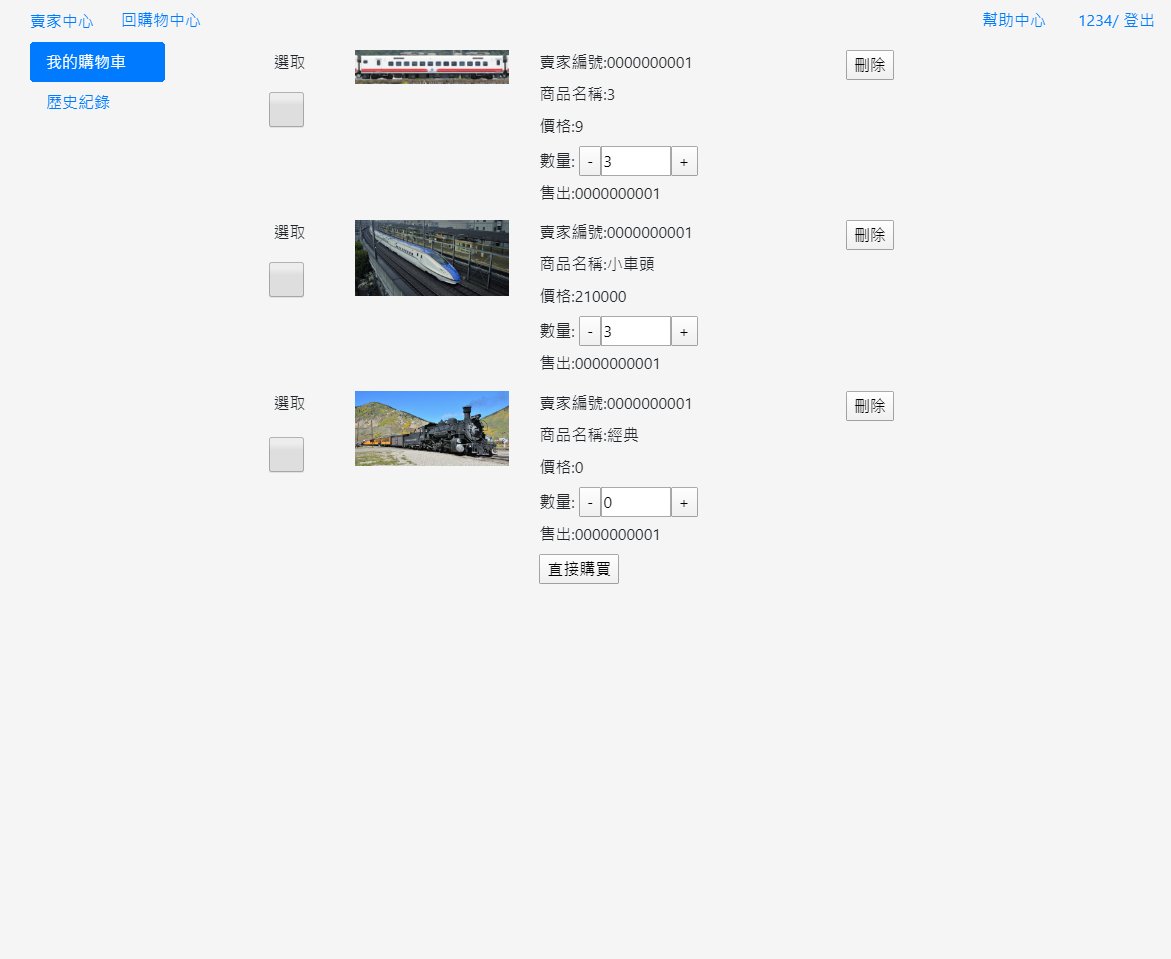 賣家中心 回購物中心 幫助中心 1234/ 登出
我的購物車
歷史紀錄
選取
賣家編號:0000000001
刪除
商品名稱:3
價格:9
數量: - 3 +
售出:0000000001
選取
賣家編號:0000000001
刪除
商品名稱:小車頭
價格:210000
數量: - 3 +
售出:0000000001
選取
賣家編號:0000000001
刪除
商品名稱:經典
價格:0
數量: - 0 +
售出:0000000001
直接購買